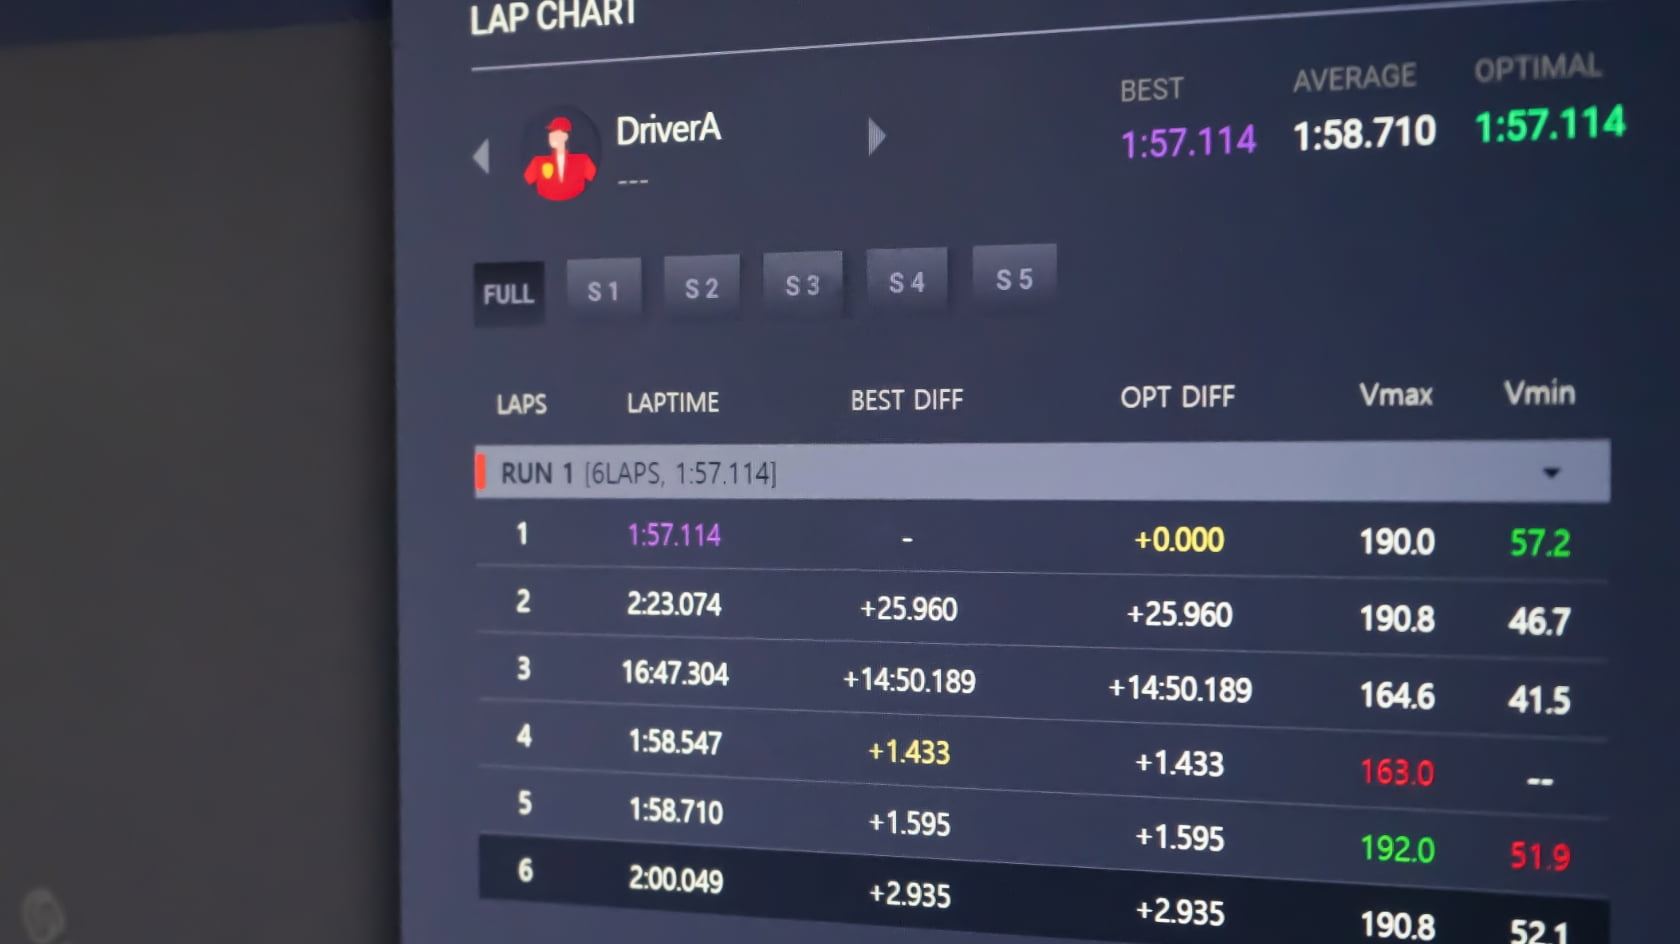 LAP CHART
DriverA
---
BEST AVERAGE OPTIMAL
1:57.114 1:58.710 1:57.114
FULL S 1 S 2 S 3 S 4 S 5
LAPS LAPTIME BEST DIFF OPT DIFF Vmax Vmin
RUN 1 [6LAPS, 1:57.114]
1 1:57.114 - +0.000 190.0 57.2
2 2:23.074 +25.960 +25.960 190.8 46.7
3 16:47.304 +14:50.189 +14:50.189 164.6 41.5
4 1:58.547 +1.433 +1.433 163.0 --
5 1:58.710 +1.595 +1.595 192.0 51.9
6 2:00.049 +2.935 +2.935 190.8 52.1